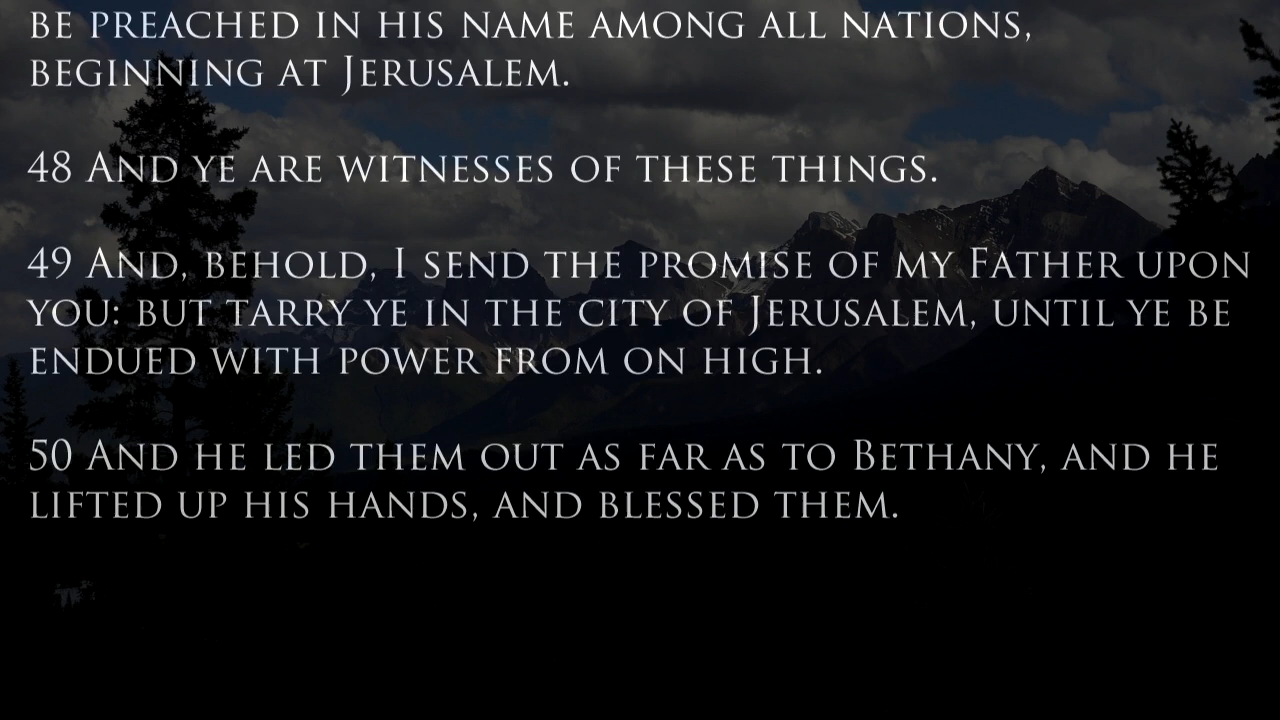 be preached in his name among all nations,
beginning at Jerusalem.
48 And ye are witnesses of these things.
49 And, behold, I send the promise of my Father upon
you: but tarry ye in the city of Jerusalem, until ye be
endued with power from on high.
50 And he led them out as far as to Bethany, and he
lifted up his hands, and blessed them.